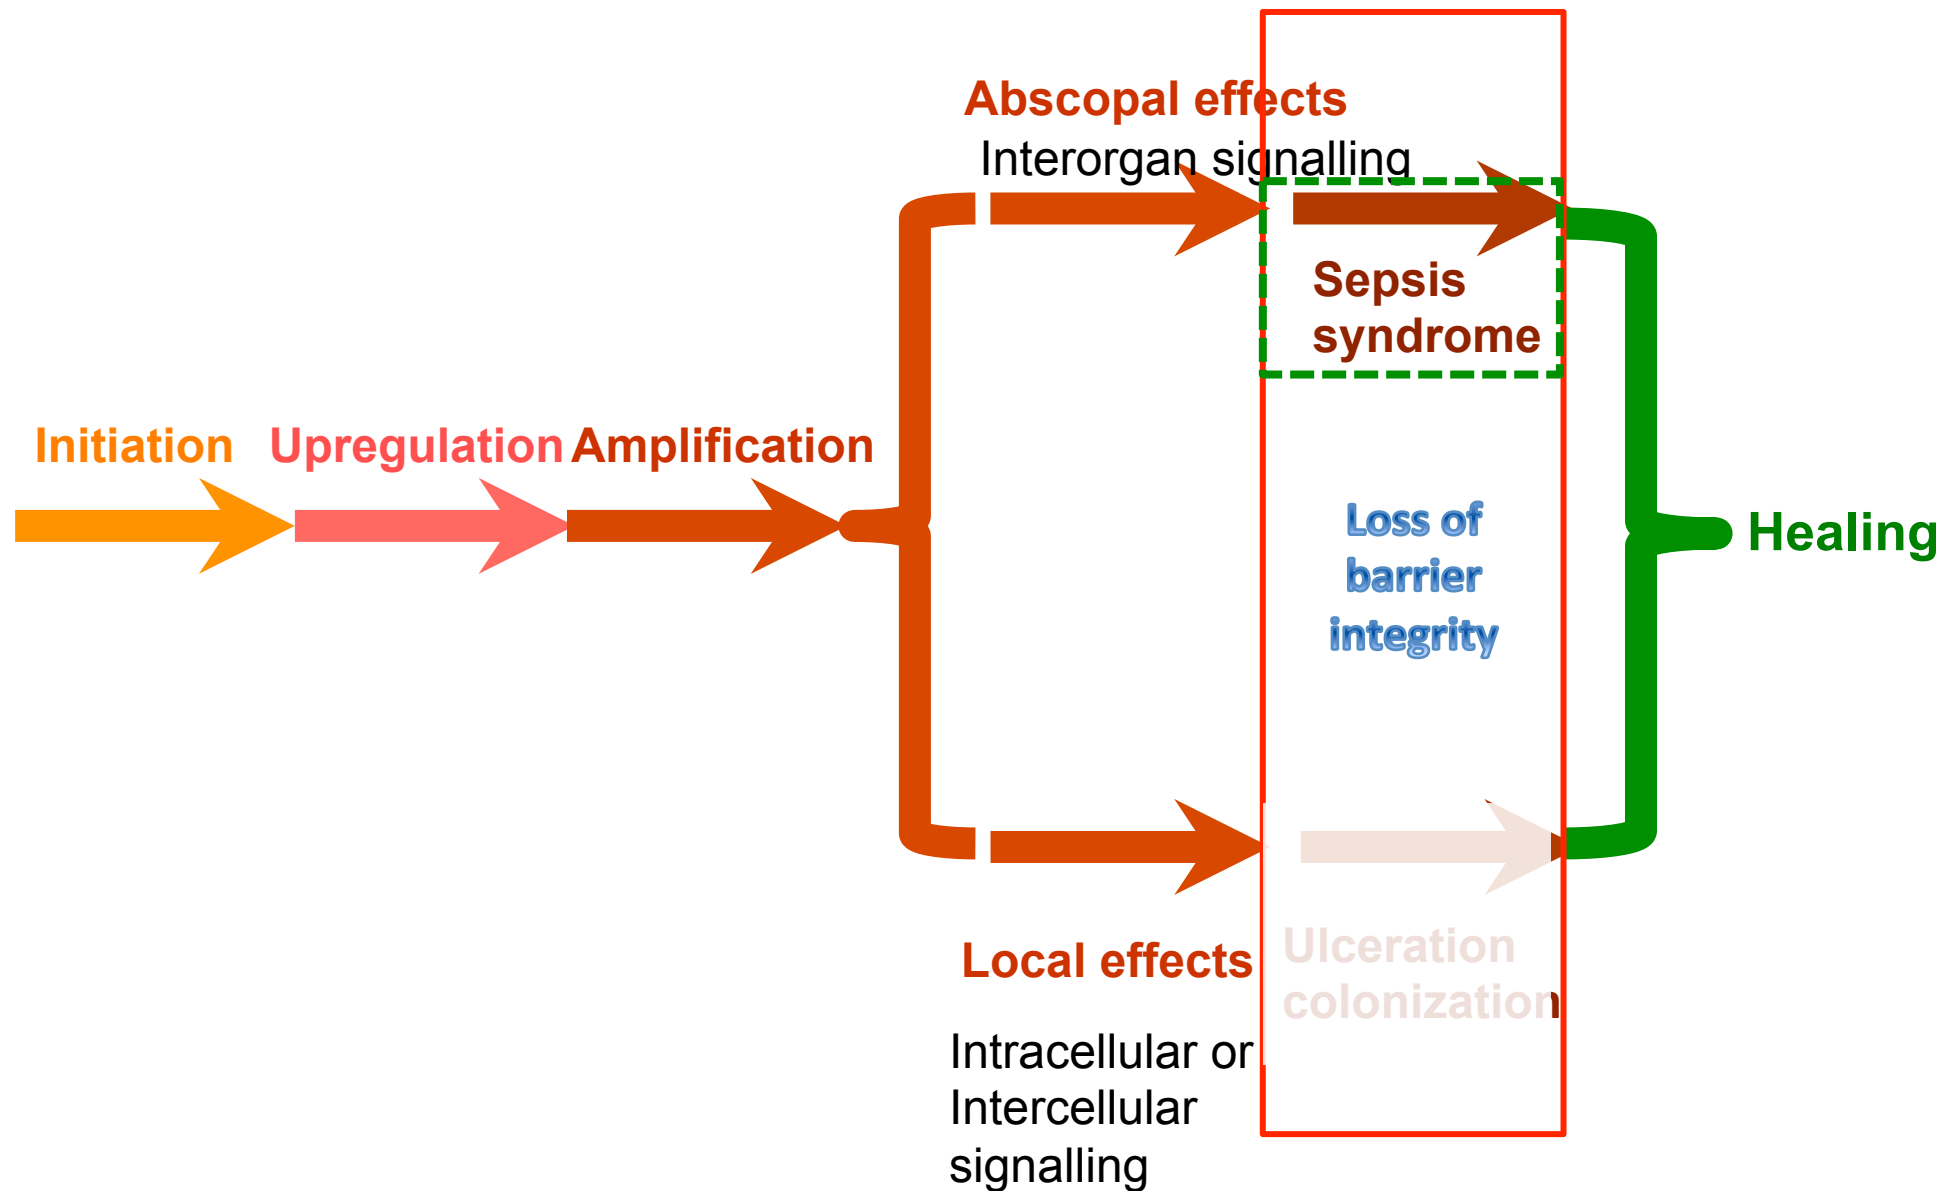 Abscopal effects
Interorgan signalling
Sepsis
syndrome
Initiation
Upregulation
Amplification
Loss of
barrier
integrity
Healing
Local effects
Ulceration
colonization
Intracellular or
Intercellular
signalling